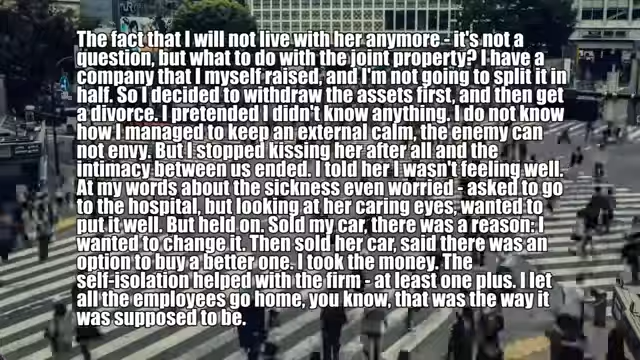 The fact that I will not live with her anymore - it's not a
question, but what to do with the joint property? I have a
company that I myself raised, and I'm not going to split it in
half. So I decided to withdraw the assets first, and then get
a divorce. I pretended I didn't know anything. I do not know
how I managed to keep an external calm, the enemy can
not envy. But I stopped kissing her after all and the
intimacy between us ended. I told her I wasn't feeling well.
At my words about the sickness even worried - asked to go
to the hospital, but looking at her caring eyes, wanted to
put it well. But held on. Sold my car, there was a reason: I
wanted to change it. Then sold her car, said there was an
option to buy a better one. I took the money. The
self-isolation helped with the firm - at least one plus. I let
all the employees go home, you know, that was the way it
was supposed to be.